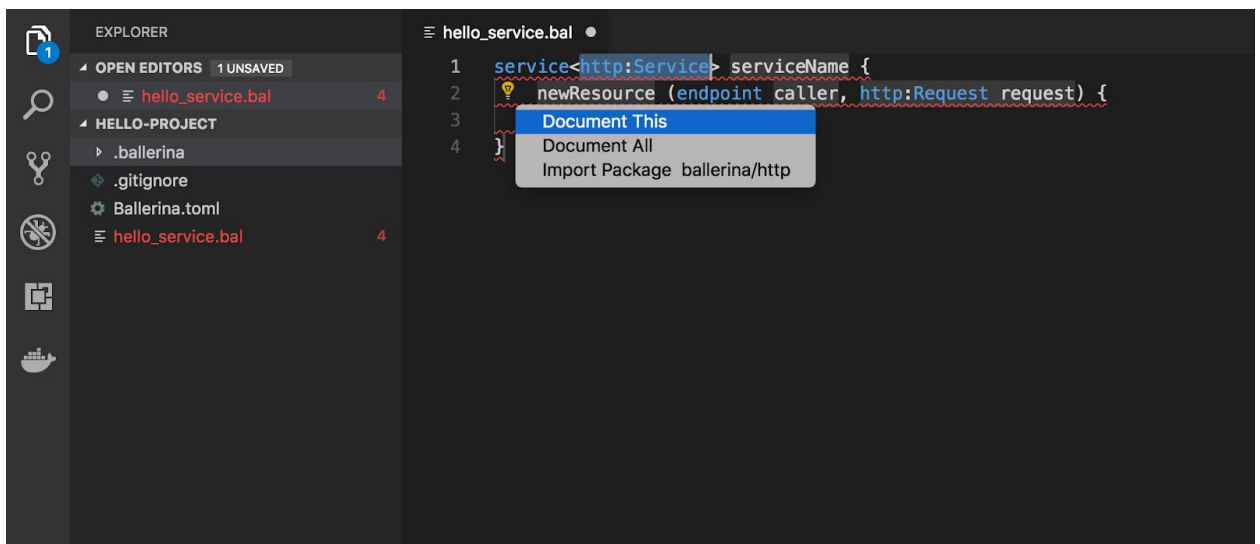 1
EXPLORER
OPEN EDITORS 1 UNSAVED
hello_service.bal 4
HELLO-PROJECT
.ballerina
.gitignore
Ballerina.toml
hello_service.bal 4
hello_service.bal
1 service<http:Service> serviceName {
2 newResource (endpoint caller, http:Request request) {
3
4 }
Document This
Document All
Import Package ballerina/http